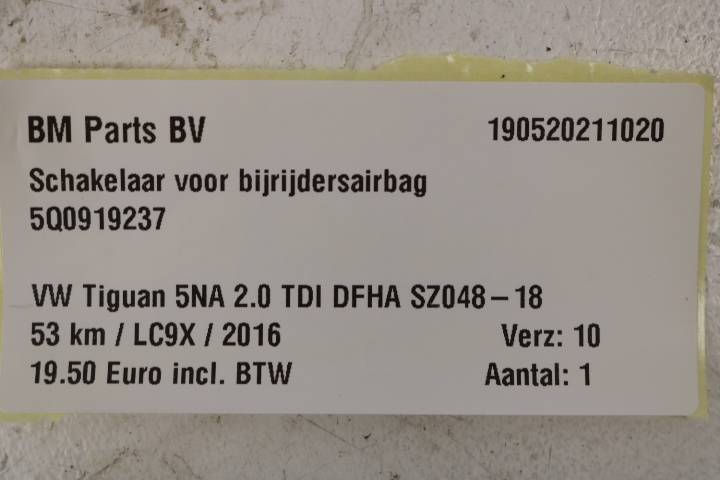 BM Parts BV 190520211020
Schakelaar voor bijrijdersairbag
5Q0919237
VW Tiguan 5NA 2.0 TDI DFHA SZ048-18
53 km / LC9X / 2016 Verz: 10
19.50 Euro incl. BTW Aantal: 1